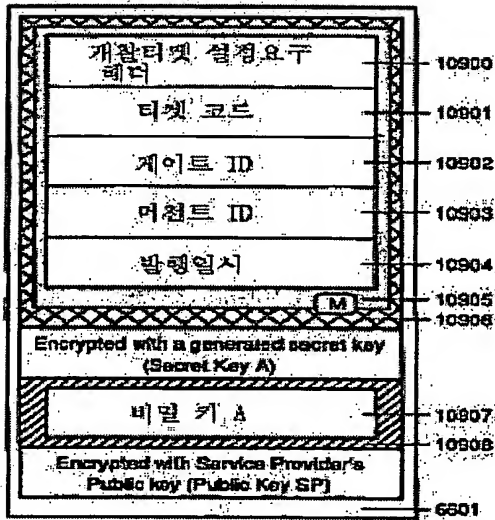 개찰티켓 설정요구
헤더
10900
티켓 코드
10901
게이트 ID
10902
머천트 ID
10903
발행일시
10904
M
10905
10906
Encrypted with a generated secret key
(Secret Key A)
비밀 키 A
10907
10908
Encrypted with Service Provider's
Public key (Public Key SP)
6601